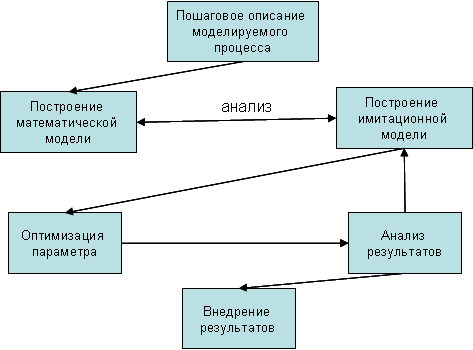 Пошаговое описание
моделируемого
процесса
Построение
математической
модели
анализ
Построение
имитационной
модели
Оптимизация
параметра
Анализ
результатов
Внедрение
результатов